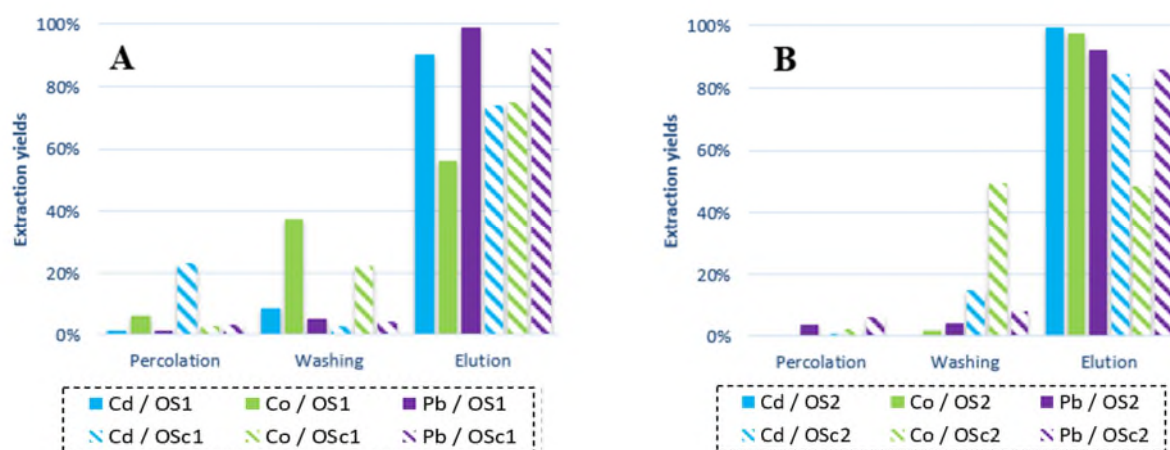 A
Extraction yields
100%
80%
60%
40%
20%
0%
Percolation Washing Elution
Cd / OS1 Co / OS1 Pb / OS1
Cd / OSc1 Co / OSc1 Pb / OSc1
B
Extraction yields
100%
80%
60%
40%
20%
0%
Percolation Washing Elution
Cd / OS2 Co / OS2 Pb / OS2
Cd / OSc2 Co / OSc2 Pb / OSc2